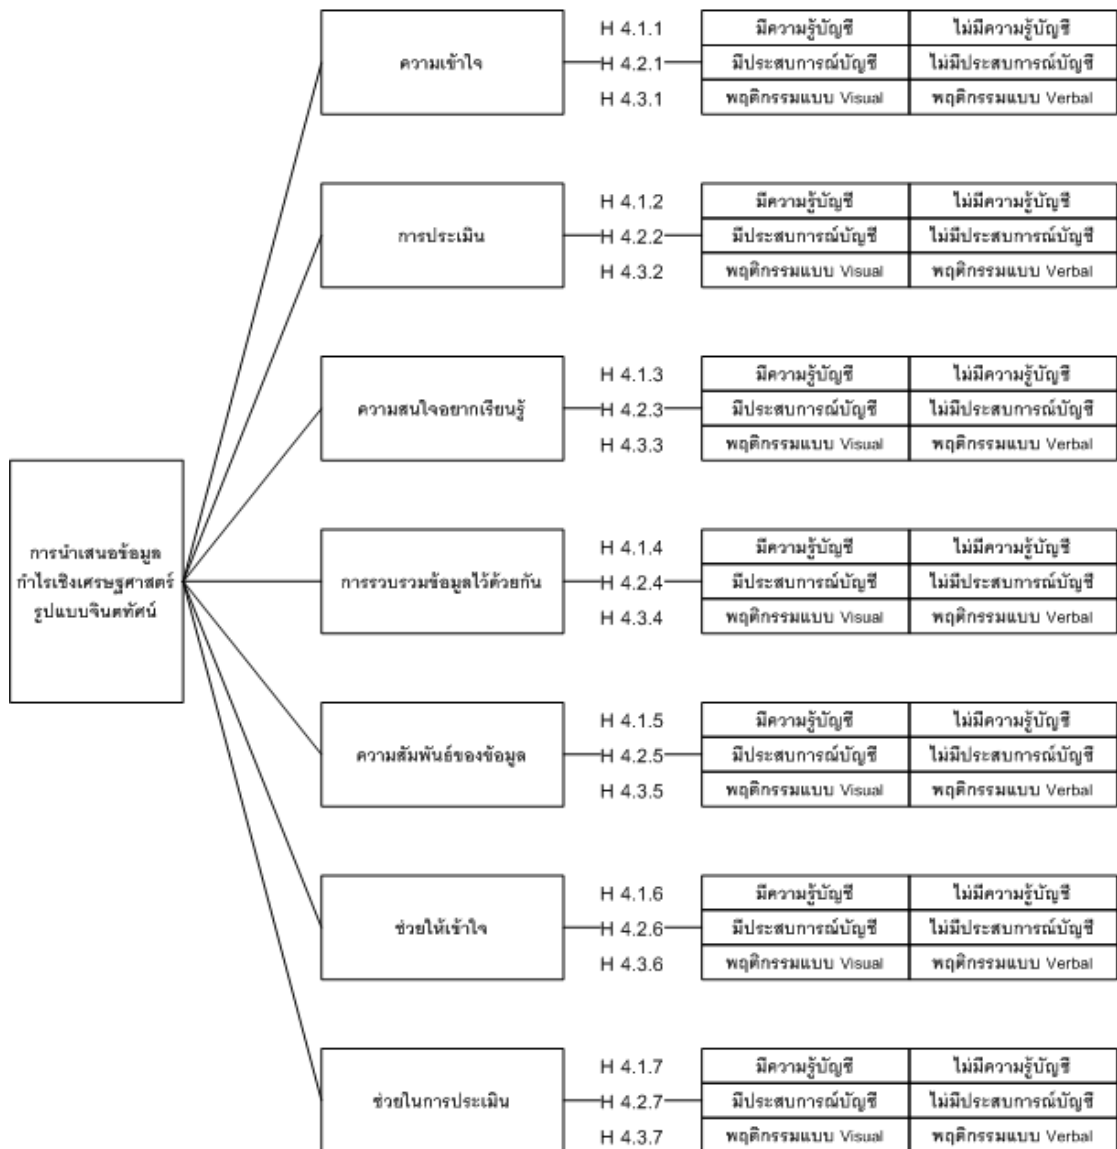 H 4.1.1 มีความรู้บัญชี ไม่มีความรู้บัญชี
ความเข้าใจ H 4.2.1 มีประสบการณ์บัญชี ไม่มีประสบการณ์บัญชี
H 4.3.1 พฤติกรรมแบบ Visual พฤติกรรมแบบ Verbal
H 4.1.2 มีความรู้บัญชี ไม่มีความรู้บัญชี
การประเมิน H 4.2.2 มีประสบการณ์บัญชี ไม่มีประสบการณ์บัญชี
H 4.3.2 พฤติกรรมแบบ Visual พฤติกรรมแบบ Verbal
H 4.1.3 มีความรู้บัญชี ไม่มีความรู้บัญชี
ความสนใจอยากเรียนรู้ H 4.2.3 มีประสบการณ์บัญชี ไม่มีประสบการณ์บัญชี
H 4.3.3 พฤติกรรมแบบ Visual พฤติกรรมแบบ Verbal
การนำเสนอข้อมูล
กำไรเชิงเศรษฐศาสตร์
รูปแบบจินตทัศน์
H 4.1.4 มีความรู้บัญชี ไม่มีความรู้บัญชี
การรวบรวมข้อมูลไว้ด้วยกัน H 4.2.4 มีประสบการณ์บัญชี ไม่มีประสบการณ์บัญชี
H 4.3.4 พฤติกรรมแบบ Visual พฤติกรรมแบบ Verbal
H 4.1.5 มีความรู้บัญชี ไม่มีความรู้บัญชี
ความสัมพันธ์ของข้อมูล H 4.2.5 มีประสบการณ์บัญชี ไม่มีประสบการณ์บัญชี
H 4.3.5 พฤติกรรมแบบ Visual พฤติกรรมแบบ Verbal
H 4.1.6 มีความรู้บัญชี ไม่มีความรู้บัญชี
ช่วยให้เข้าใจ H 4.2.6 มีประสบการณ์บัญชี ไม่มีประสบการณ์บัญชี
H 4.3.6 พฤติกรรมแบบ Visual พฤติกรรมแบบ Verbal
H 4.1.7 มีความรู้บัญชี ไม่มีความรู้บัญชี
ช่วยในการประเมิน H 4.2.7 มีประสบการณ์บัญชี ไม่มีประสบการณ์บัญชี
H 4.3.7 พฤติกรรมแบบ Visual พฤติกรรมแบบ Verbal